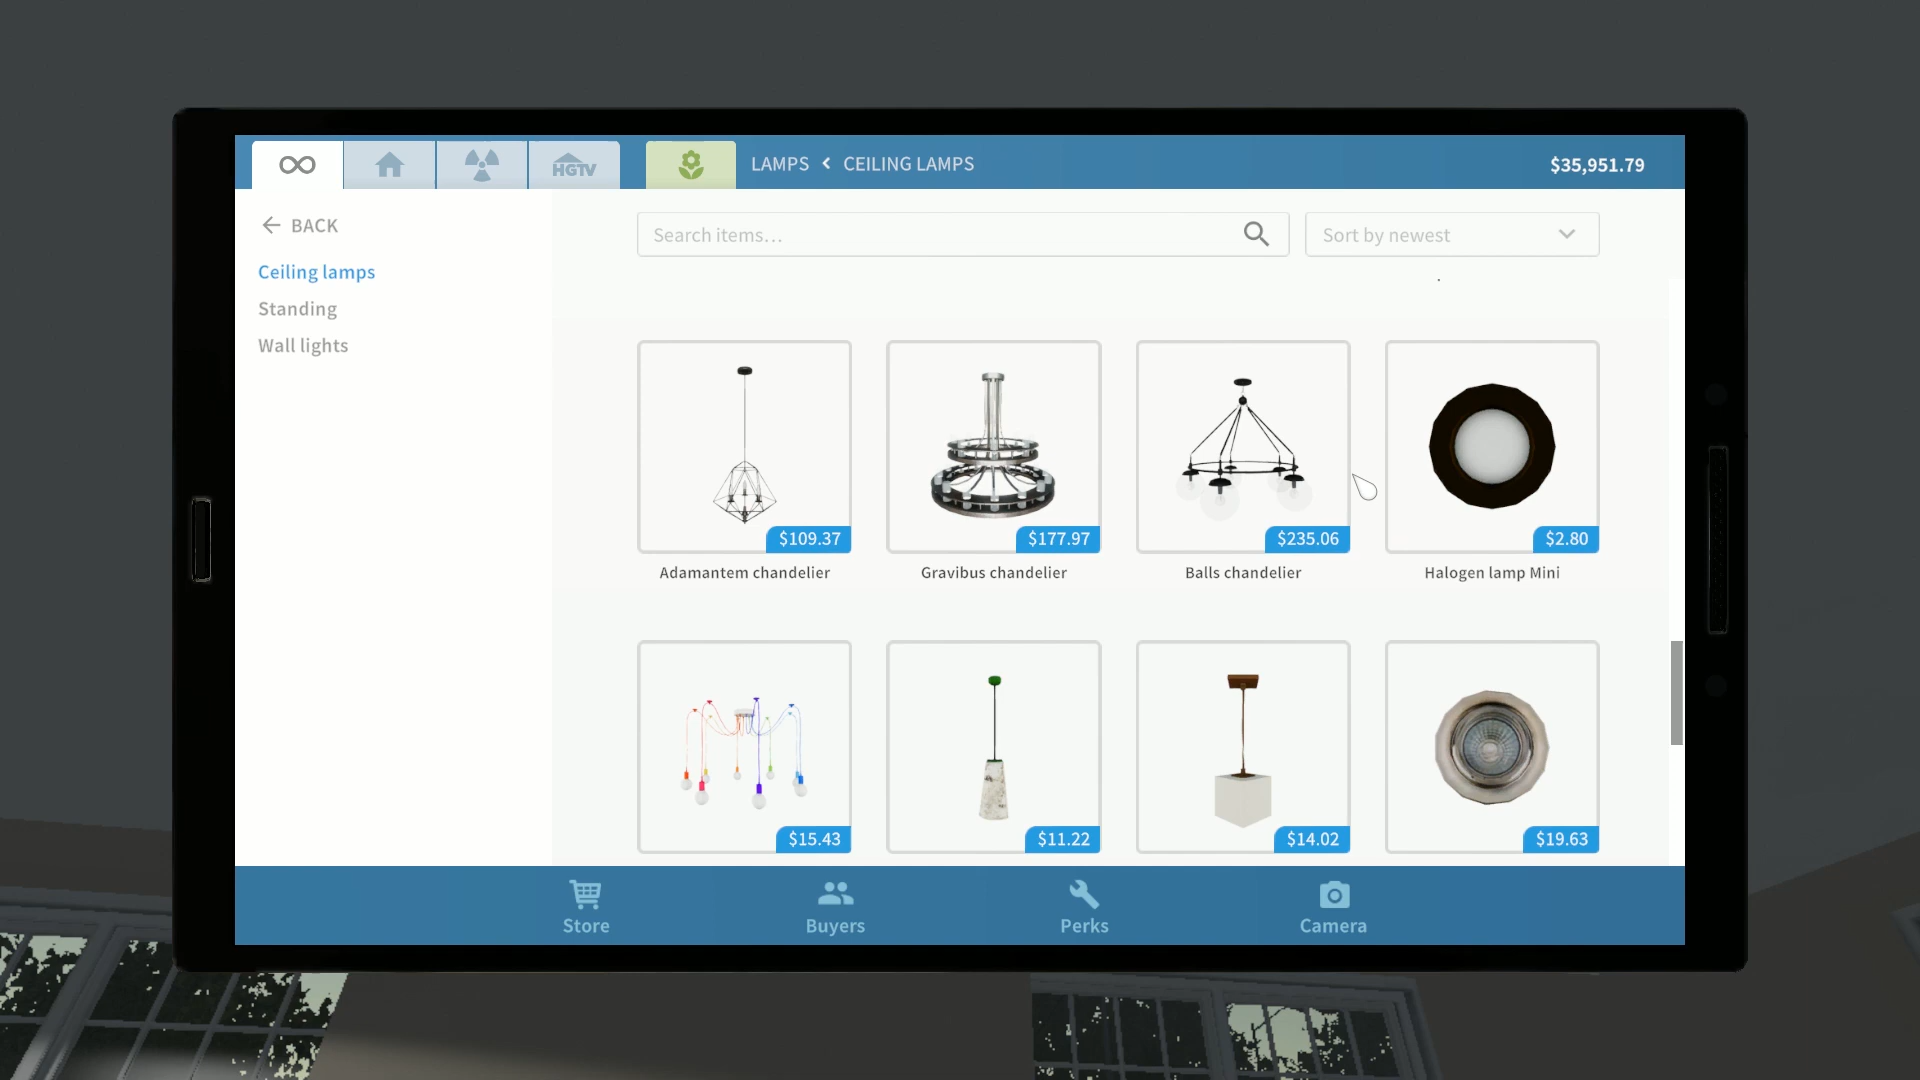 HGTV
LAMPS < CEILING LAMPS
$35,951.79
BACK
Ceiling lamps
Standing
Wall lights
Search items...
Sort by newest
$109.37
$177.97
$235.06
$2.80
Adamantem chandelier
Gravibus chandelier
Balls chandelier
Halogen lamp Mini
$15.43
$11.22
$14.02
$19.63
Store
Buyers
Perks
Camera